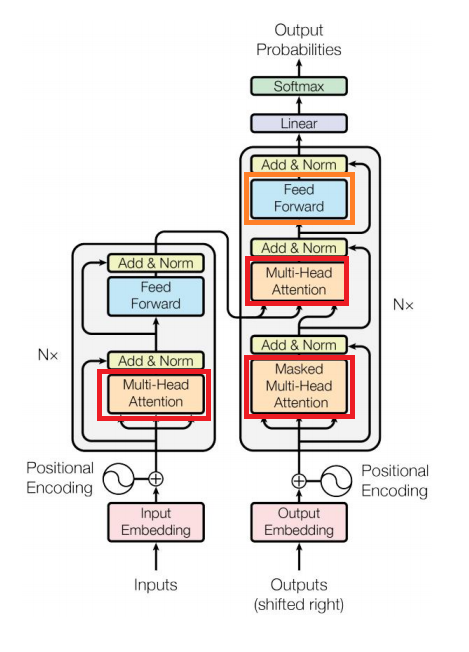 Output
Probabilities
Softmax
Linear
Add & Norm
Feed
Forward
Add & Norm
Multi-Head
Attention
Add & Norm
Masked
Multi-Head
Attention
Nx
Positional
Encoding
Output
Embedding
Outputs
(shifted right)
Add & Norm
Feed
Forward
Nx
Add & Norm
Multi-Head
Attention
Positional
Encoding
Input
Embedding
Inputs